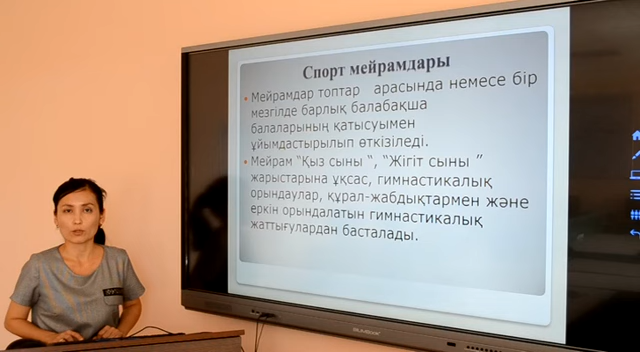 Спорт мейрамдары
• Мейрамдар топтар арасында немесе бір
мезгілде барлық балабақша
балаларының қатысуымен
ұйымдастырылып өткізіледі.
• Мейрам “Қыз сыны “, “Жігіт сыны ”
жарыстарына ұқсас, гимнастикалық
орындаулар, құрал-жабдықтармен және
еркін орындалатын гимнастикалық
жаттығулардан басталады.